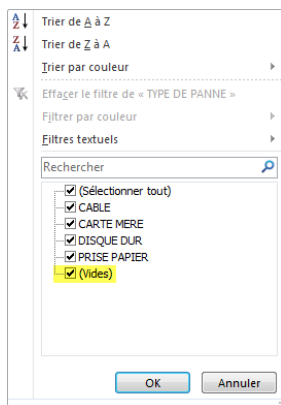 Trier de A à Z
Trier de Z à A
Trier par couleur
Effacer le filtre de « TYPE DE PANNE »
Filtrer par couleur
Filtres textuels
Rechercher
(Sélectionner tout)
CABLE
CARTE MERE
DISQUE DUR
PRISE PAPIER
(Vides)
OK Annuler